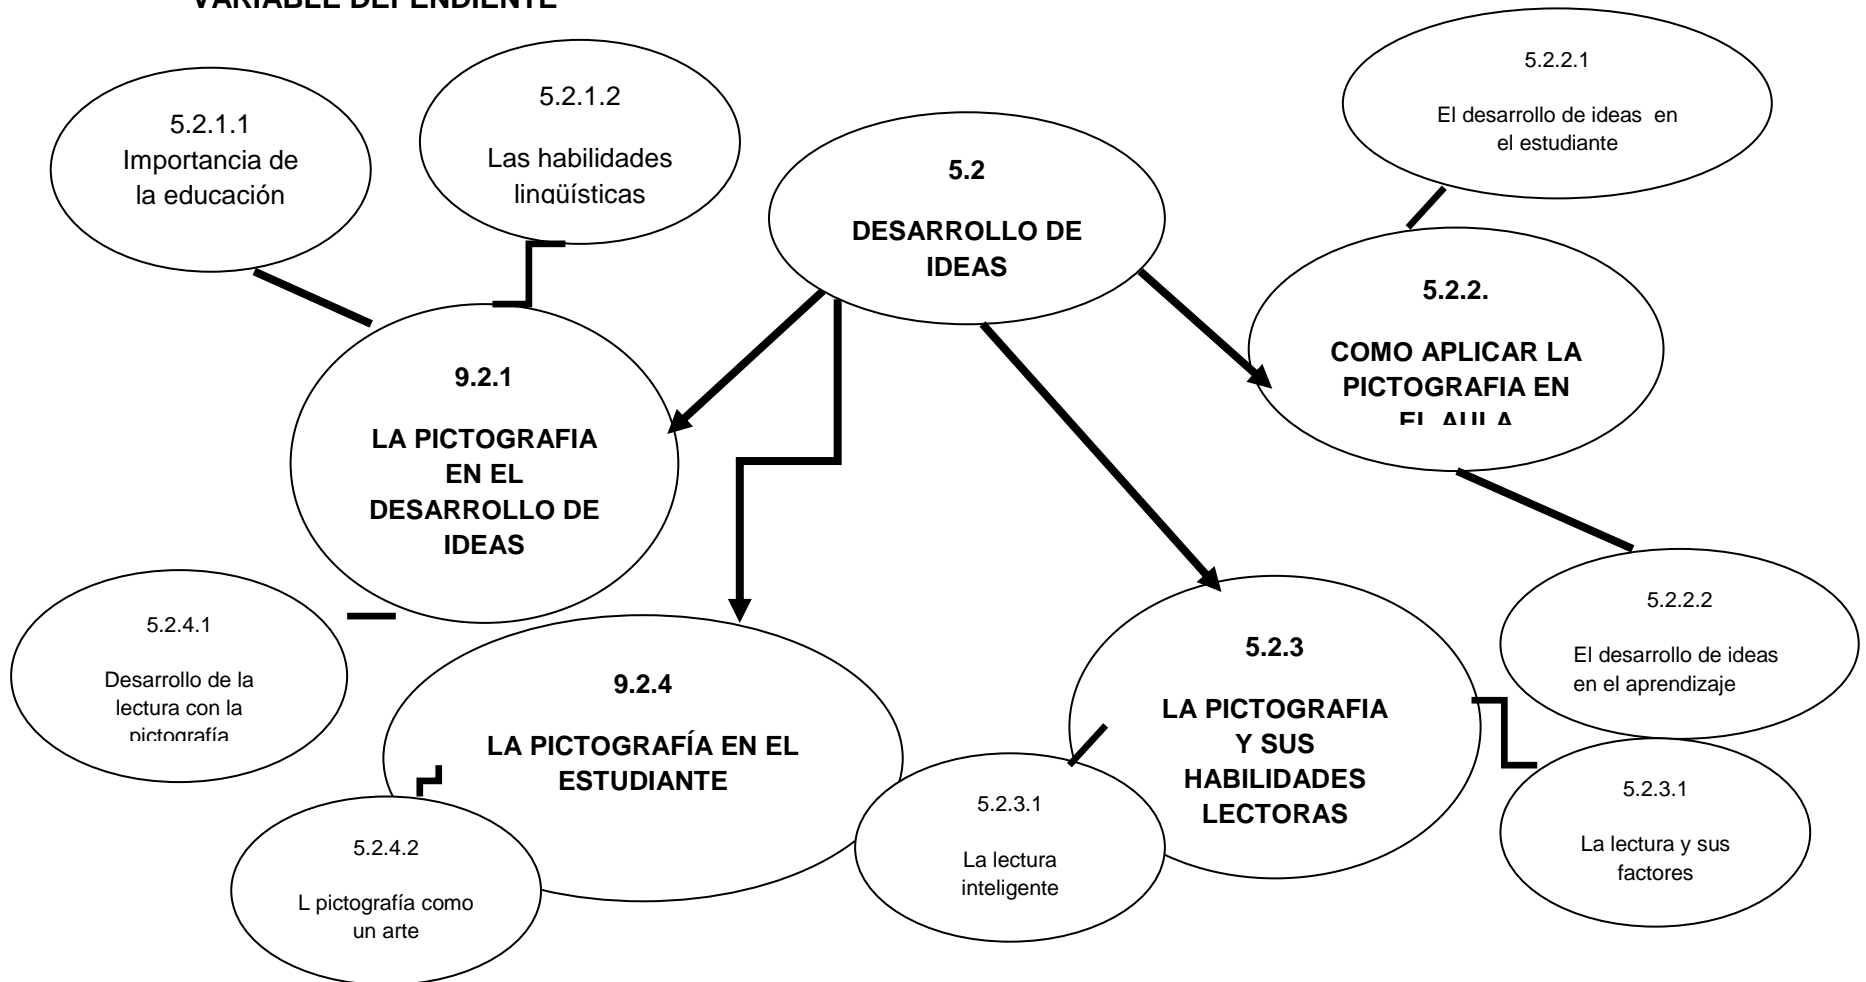 VARIABLE DEPENDIENTE
5.2.1.1
Importancia de
la educación
5.2.1.2
Las habilidades
lingüísticas
5.2
DESARROLLO DE
IDEAS
5.2.2.1
El desarrollo de ideas en
el estudiante
5.2.2.
COMO APLICAR LA
PICTOGRAFIA EN
EL AULA
9.2.1
LA PICTOGRAFIA
EN EL
DESARROLLO DE
IDEAS
5.2.4.1
Desarrollo de la
lectura con la
pictografía
9.2.4
LA PICTOGRAFÍA EN EL
ESTUDIANTE
5.2.3
LA PICTOGRAFIA
Y SUS
HABILIDADES
LECTORAS
5.2.2.2
El desarrollo de ideas
en el aprendizaje
5.2.4.2
L pictografía como
un arte
5.2.3.1
La lectura
inteligente
5.2.3.1
La lectura y sus
factores